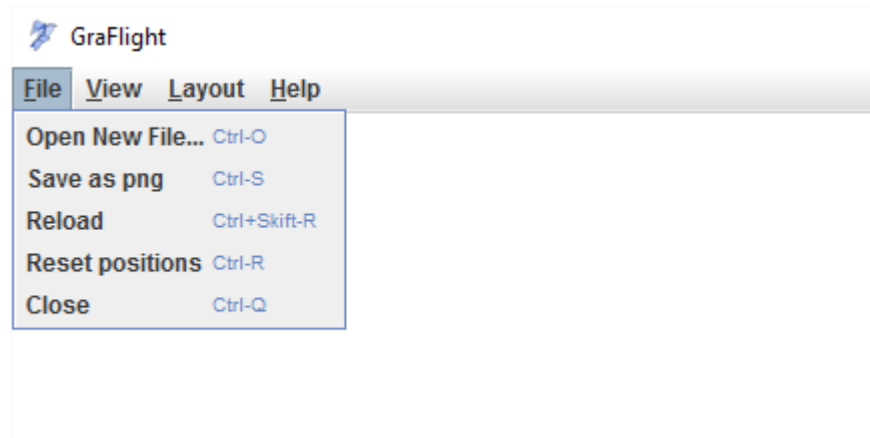 GraFlight
File View Layout Help
Open New File... Ctrl-O
Save as png Ctrl-S
Reload Ctrl+Skift-R
Reset positions Ctrl-R
Close Ctrl-Q